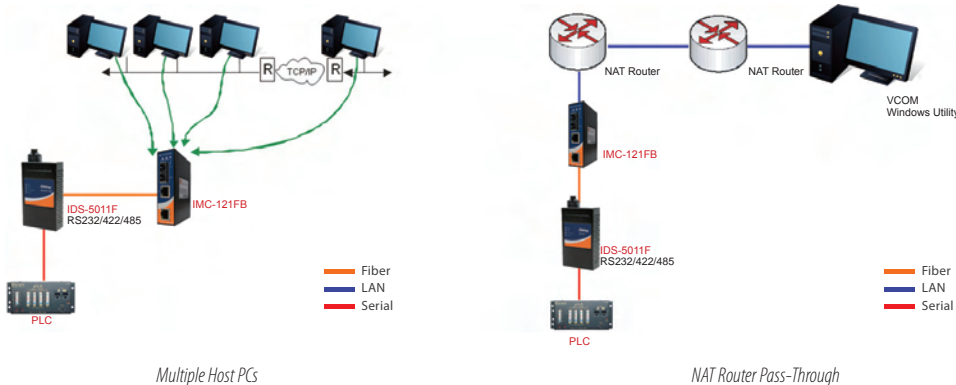 R
TCP/IP
R
IMC-121FB
IDS-5011F
RS232/422/485
PLC
Fiber
LAN
Serial
Multiple Host PCs
NAT Router
NAT Router
VCOM
Windows Utility
IMC-121FB
IDS-5011F
RS232/422/485
PLC
Fiber
LAN
Serial
NAT Router Pass-Through